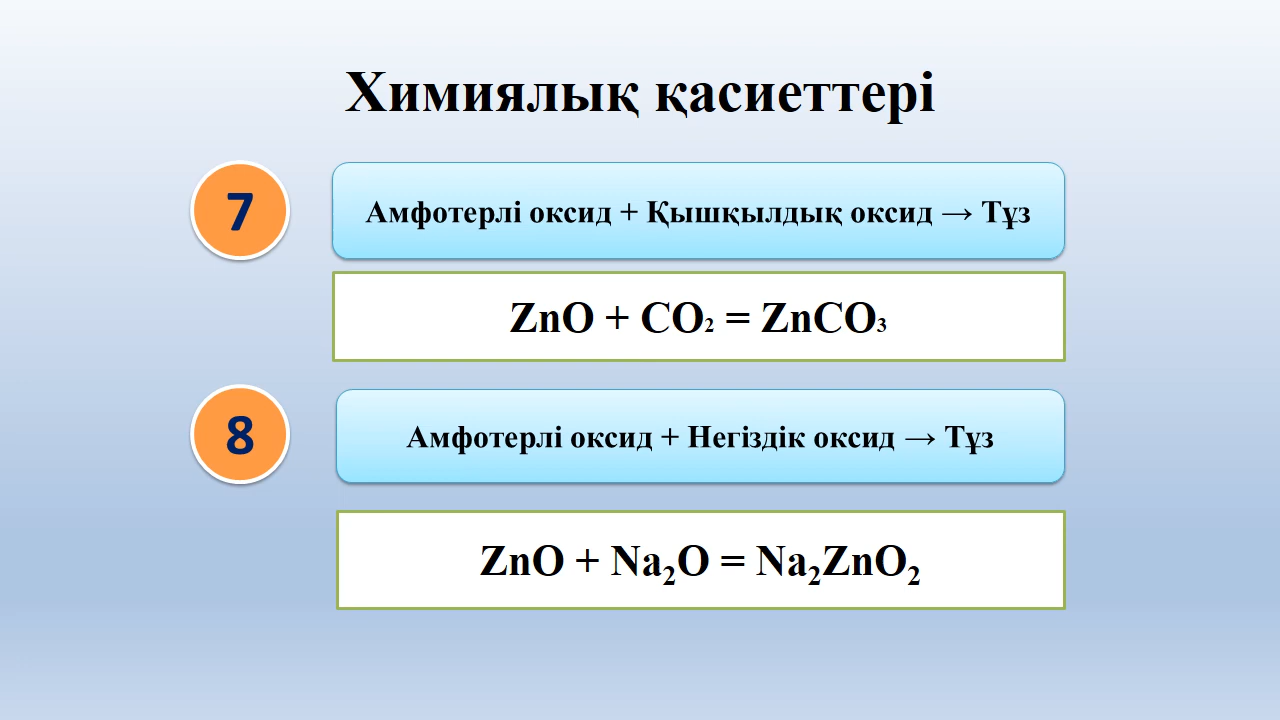 Химиялық қасиеттері
7
Амфотерлі оксид + Қышқылдық оксид → Тұз
ZnO + CO₂ = ZnCO₃
8
Амфотерлі оксид + Негіздік оксид → Тұз
ZnO + Na₂O = Na₂ZnO₂